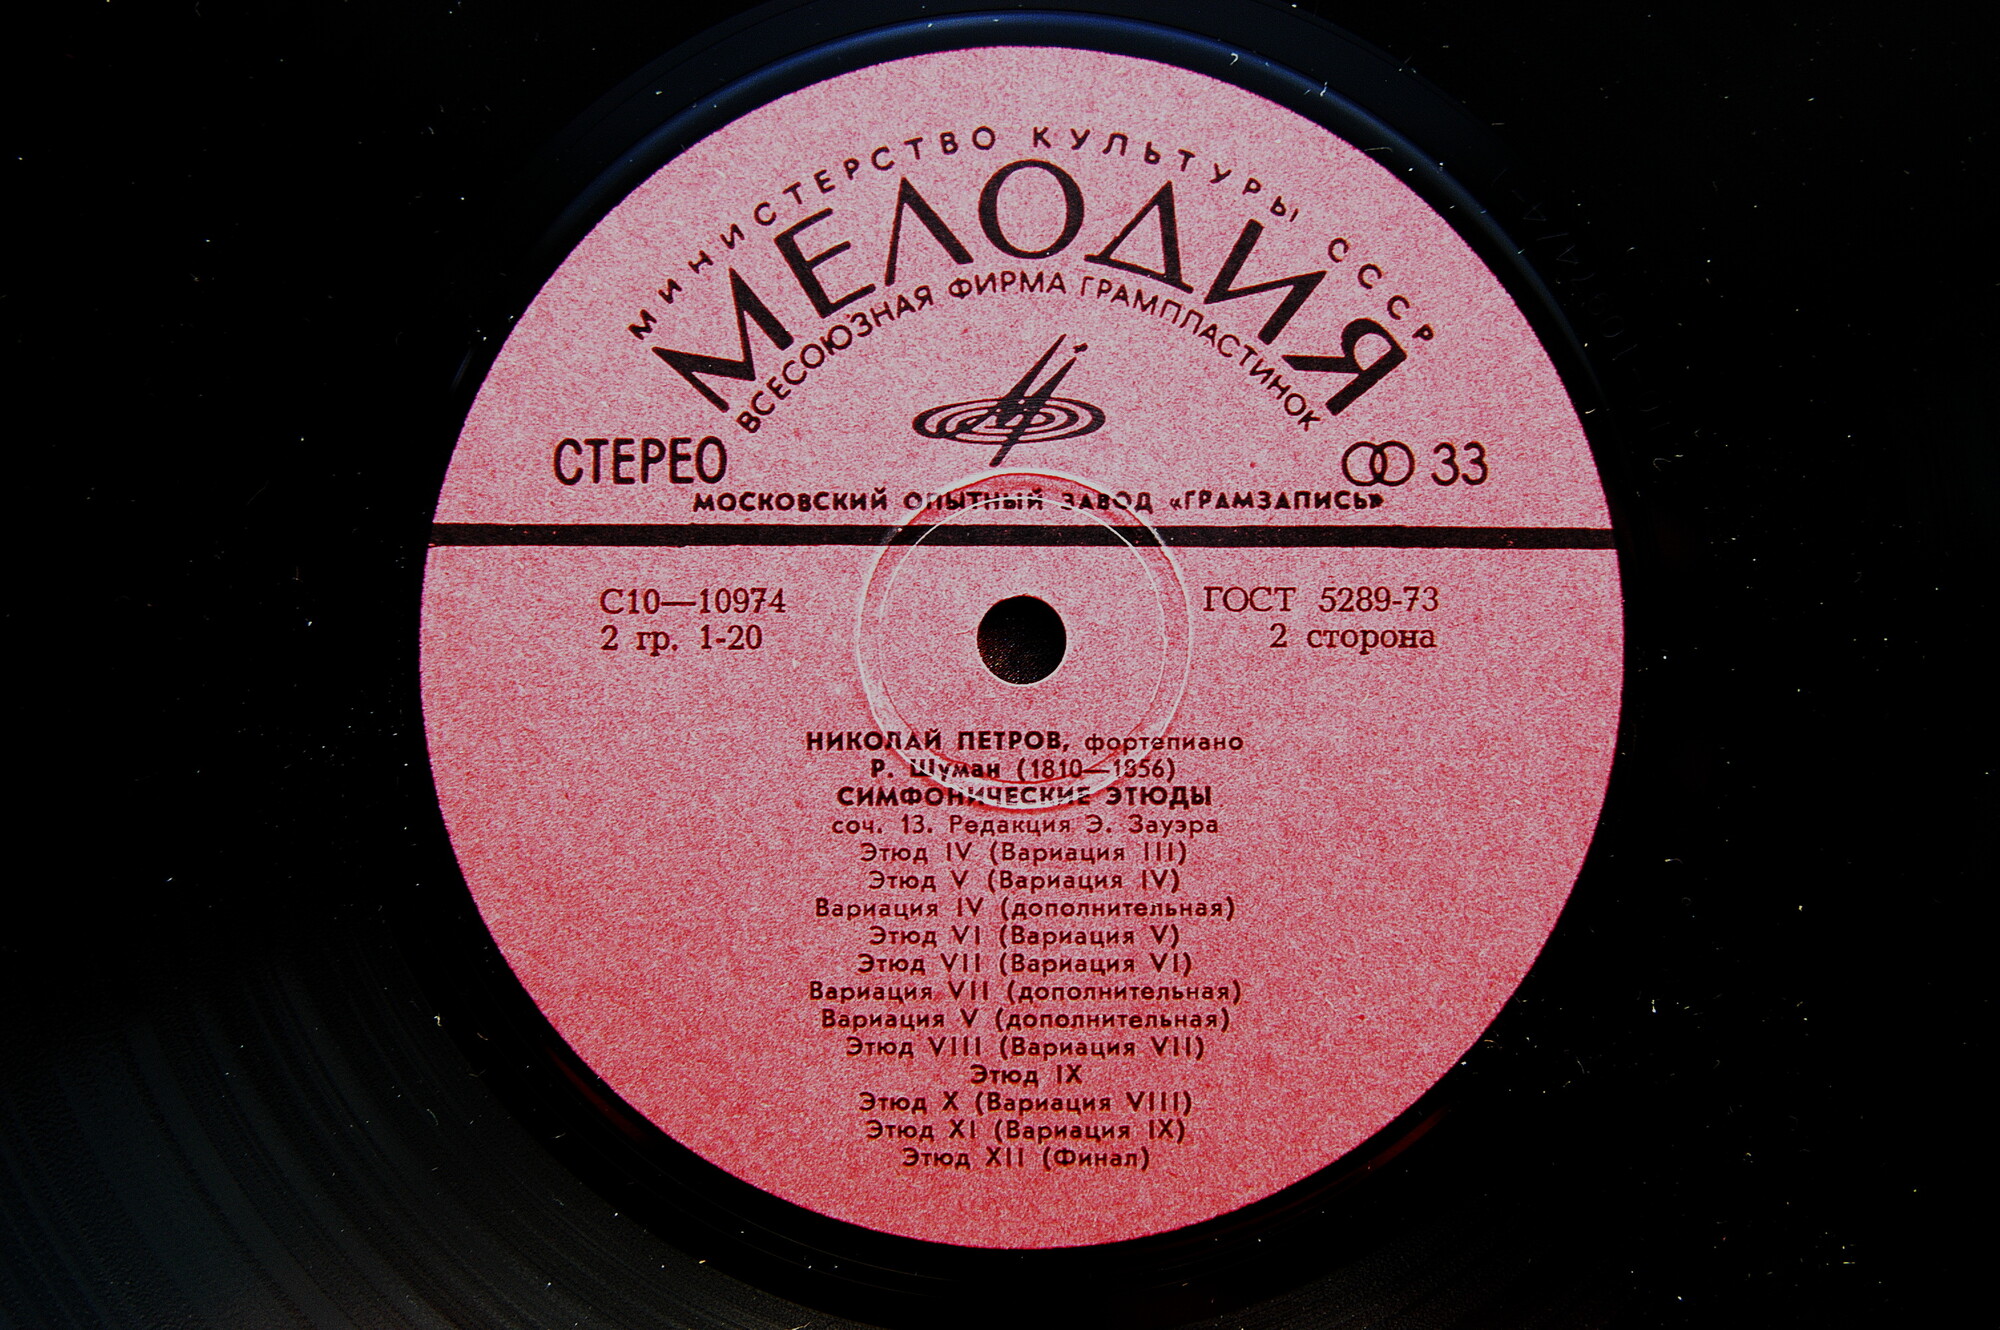 МИНИСТЕРСТВО КУЛЬТУРЫ СССР
МЕЛОДИЯ
ВСЕСОЮЗНАЯ ФИРМА ГРАМПЛАСТИНОК
СТЕРЕО
33
МОСКОВСКИЙ ОПЫТНЫЙ ЗАВОД «ГРАМЗАПИСЬ»
С10—10974
ГОСТ 5289-73
2 гр. 1-20
2 сторона
НИКОЛАЙ ПЕТРОВ, фортепиано
Р. Шуман (1810—1856)
СИМФОНИЧЕСКИЕ ЭТЮДЫ
соч. 13. Редакция Э. Зауэра
Этюд IV (Вариация III)
Этюд V (Вариация IV)
Вариация IV (дополнительная)
Этюд VI (Вариация V)
Этюд VII (Вариация VI)
Вариация VII (дополнительная)
Вариация V (дополнительная)
Этюд VIII (Вариация VII)
Этюд IX
Этюд X (Вариация VIII)
Этюд XI (Вариация IX)
Этюд XII (Финал)